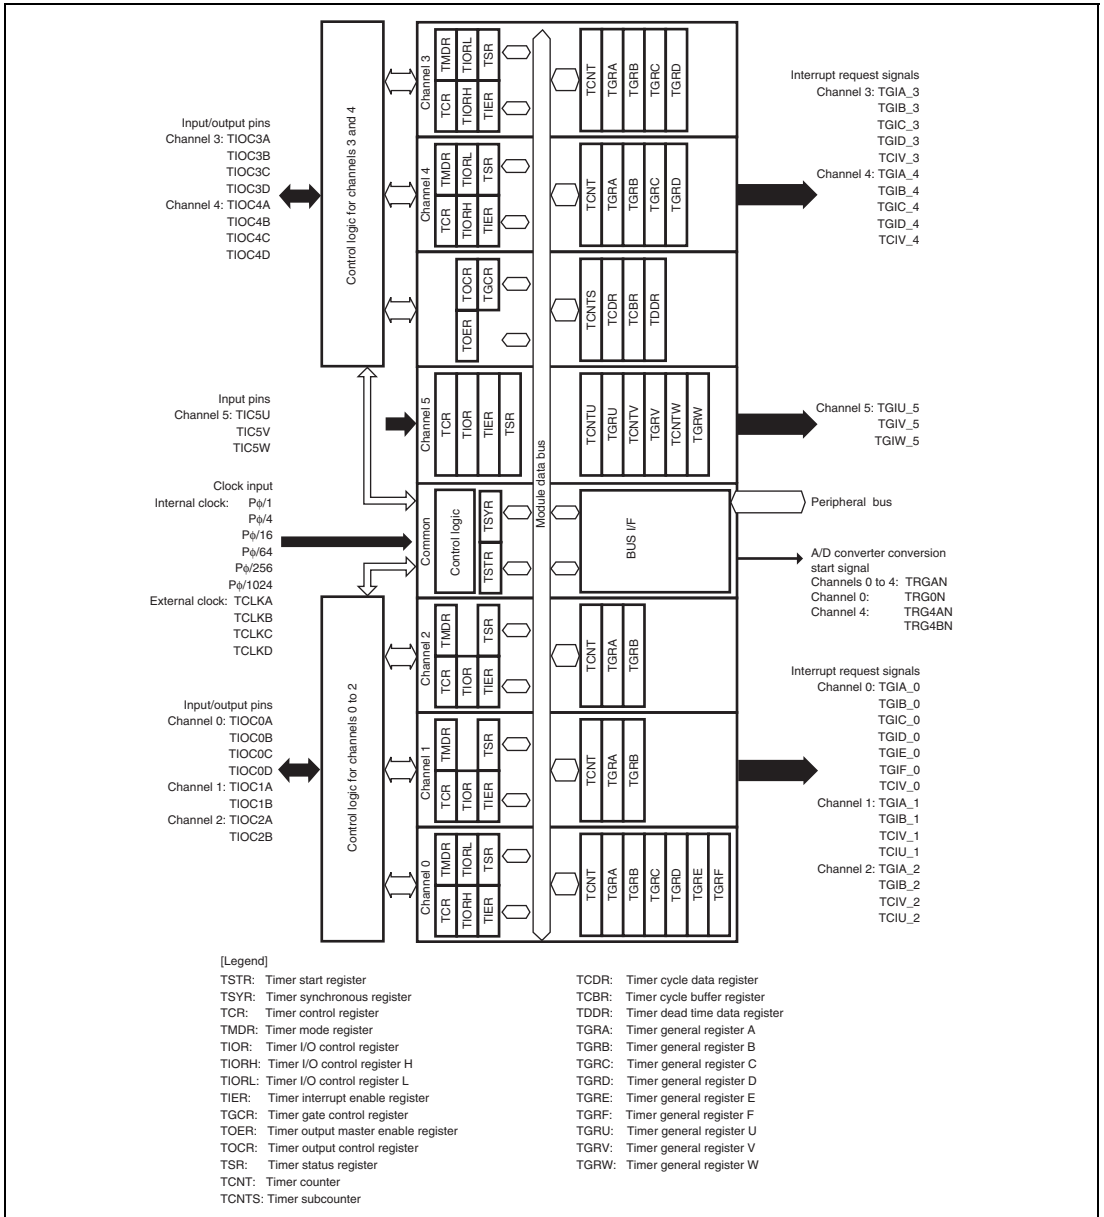 Input/output pins
Channel 3: TIOC3A
TIOC3B
TIOC3C
TIOC3D
Channel 4: TIOC4A
TIOC4B
TIOC4C
TIOC4D
Input pins
Channel 5: TIC5U
TIC5V
TIC5W
Clock input
Internal clock: Pφ/1
Pφ/4
Pφ/16
Pφ/64
Pφ/256
Pφ/1024
External clock: TCLKA
TCLKB
TCLKC
TCLKD
Input/output pins
Channel 0: TIOC0A
TIOC0B
TIOC0C
TIOC0D
Channel 1: TIOC1A
TIOC1B
Channel 2: TIOC2A
TIOC2B
Control logic for channels 3 and 4
Control logic for channels 0 to 2
Channel 3
TMDR TIORL TSR
TCR TIORH TIER
TCNT TGRA TGRB TGRC TGRD
Channel 4
TMDR TIORL TSR
TCR TIORH TIER
TCNT TGRA TGRB TGRC TGRD
TOCR TGCR
TOER
TCNTS TCDR TCBR TDDR
Channel 5
TCR TIOR TIER TSR
TCNTU TGRU TCNTV TGRV TCNTW TGRW
Module data bus
Common
Control logic
TSYR
TSTR
BUS I/F
Channel 2
TMDR TSR
TCR TIOR TIER
TCNT TGRA TGRB
Channel 1
TMDR TSR
TCR TIOR TIER
TCNT TGRA TGRB
Channel 0
TMDR TIORL TSR
TCR TIORH TIER
TCNT TGRA TGRB TGRC TGRD TGRE TGRF
Interrupt request signals
Channel 3: TGIA_3
TGIB_3
TGIC_3
TGID_3
TCIV_3
Channel 4: TGIA_4
TGIB_4
TGIC_4
TGID_4
TCIV_4
Channel 5: TGIU_5
TGIV_5
TGIW_5
Peripheral bus
A/D converter conversion
start signal
Channels 0 to 4: TRGAN
Channel 0: TRG0N
Channel 4: TRG4AN
TRG4BN
Interrupt request signals
Channel 0: TGIA_0
TGIB_0
TGIC_0
TGID_0
TGIE_0
TGIF_0
TCIV_0
Channel 1: TGIA_1
TGIB_1
TCIV_1
TCIU_1
Channel 2: TGIA_2
TGIB_2
TCIV_2
TCIU_2
[Legend]
TSTR: Timer start register
TSYR: Timer synchronous register
TCR: Timer control register
TMDR: Timer mode register
TIOR: Timer I/O control register
TIORH: Timer I/O control register H
TIORL: Timer I/O control register L
TIER: Timer interrupt enable register
TGCR: Timer gate control register
TOER: Timer output master enable register
TOCR: Timer output control register
TSR: Timer status register
TCNT: Timer counter
TCNTS: Timer subcounter
TCDR: Timer cycle data register
TCBR: Timer cycle buffer register
TDDR: Timer dead time data register
TGRA: Timer general register A
TGRB: Timer general register B
TGRC: Timer general register C
TGRD: Timer general register D
TGRE: Timer general register E
TGRF: Timer general register F
TGRU: Timer general register U
TGRV: Timer general register V
TGRW: Timer general register W